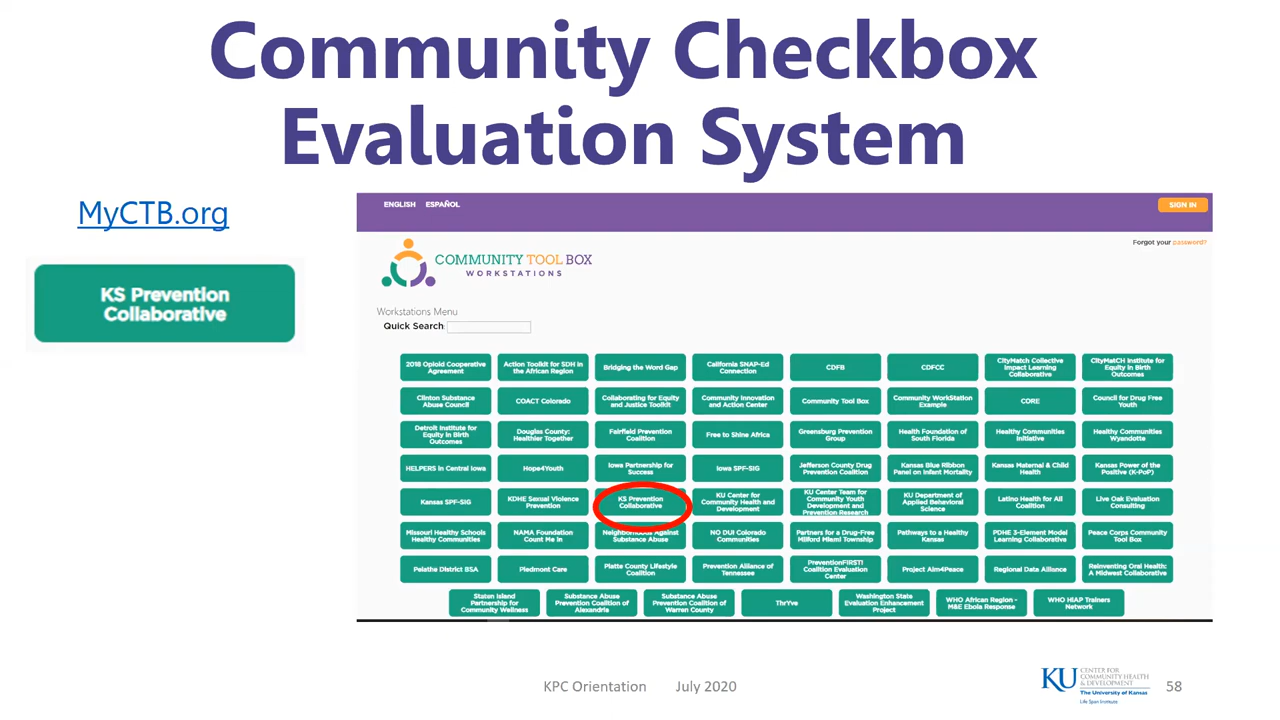 Community Checkbox
Evaluation System
MyCTB.org
KS Prevention
Collaborative
ENGLISH ESPAÑOL
SIGN IN
Forgot your password?
COMMUNITY TOOL BOX
WORKSTATIONS
Workstations Menu
Quick Search:
2018 Opioid Cooperative
Agreement
Action Toolkit for SDH in
the African Region
Bridging the Word Gap
California SNAP-Ed
Connection
CDFB
CDFCC
CityMatch Collective
Impact Learning
Collaborative
CityMatCH Institute for
Equity in Birth
Outcomes
Clinton Substance
Abuse Council
COACT Colorado
Collaborating for Equity
and Justice Toolkit
Community Innovation
and Action Center
Community Tool Box
Community WorkStation
Example
CORE
Council for Drug Free
Youth
Detroit Institute for
Equity in Birth
Outcomes
Douglas County:
Healthier Together
Fairfield Prevention
Coalition
Free to Shine Africa
Greensburg Prevention
Group
Health Foundation of
South Florida
Healthy Communities
Initiative
Healthy Communities
Wyandotte
HELPERS in Central Iowa
Hope4Youth
Iowa Partnership for
Success
Iowa SPF-SIG
Jefferson County Drug
Prevention Coalition
Kansas Blue Ribbon
Panel on Infant Mortality
Kansas Maternal & Child
Health
Kansas Power of the
Positive (K-PoP)
Kansas SPF-SIG
KDHE Sexual Violence
Prevention
KS Prevention
Collaborative
KU Center for
Community Health and
Development
KU Center Team for
Community Youth
Development and
Prevention Research
KU Department of
Applied Behavioral
Science
Latino Health for All
Coalition
Live Oak Evaluation
Consulting
Missouri Healthy Schools
Healthy Communities
NAMA Foundation
Count Me In
Neighborhoods Against
Substance Abuse
NO DUI Colorado
Communities
Partners for a Drug-Free
Milford Miami Township
Pathways to a Healthy
Kansas
PDHE 3-Element Model
Learning Collaborative
Peace Corps Community
Tool Box
Pelathe District BSA
Piedmont Care
Platte County Lifestyle
Coalition
Prevention Alliance of
Tennessee
PreventionFIRST!
Coalition Evaluation
Center
Project Aim4Peace
Regional Data Alliance
Reinventing Oral Health:
A Midwest Collaborative
Staten Island
Partnership for
Community Wellness
Substance Abuse
Prevention Coalition of
Alexandria
Substance Abuse
Prevention Coalition of
Warren County
ThrYve
Washington State
Evaluation Enhancement
Project
WHO African Region -
M&E Ebola Response
WHO HiAP Trainers
Network
KPC Orientation July 2020
KU
CENTER FOR
COMMUNITY HEALTH
& DEVELOPMENT
The University of Kansas
Life Span Institute
58